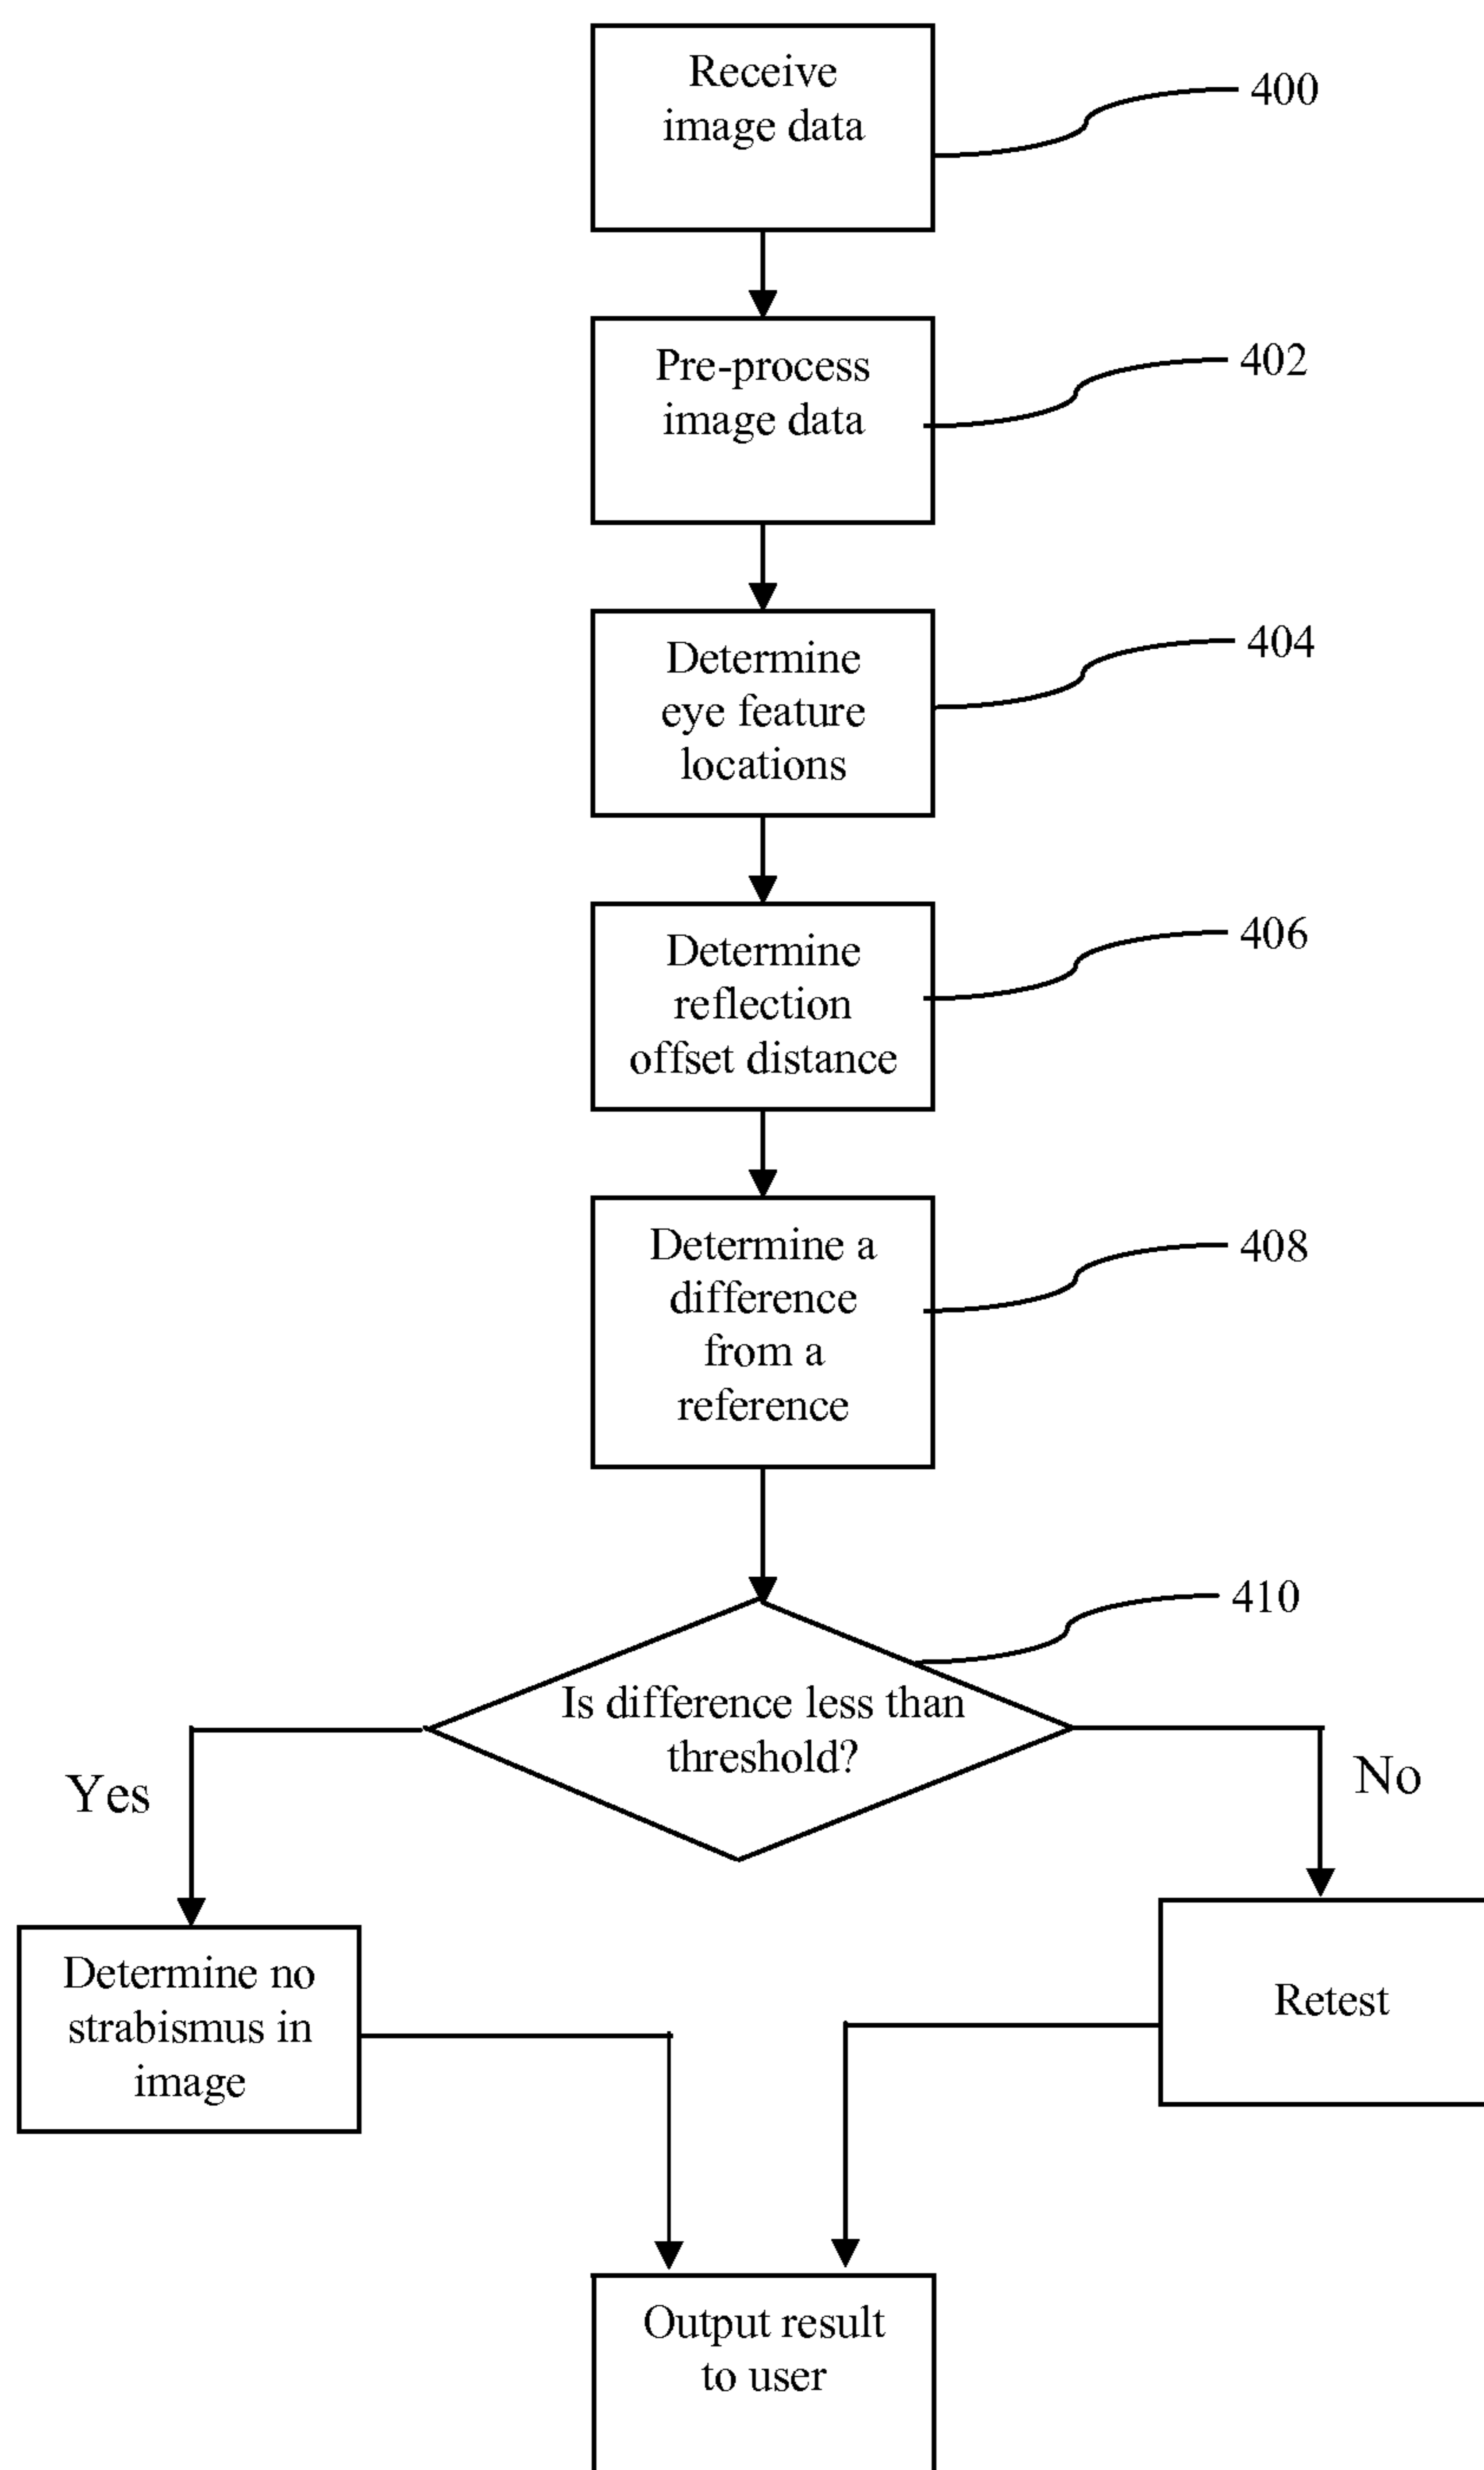 Receive
image data
400
Pre-process
image data
402
Determine
eye feature
locations
404
Determine
reflection
offset distance
406
Determine a
difference
from a
reference
408
Is difference less than
threshold?
410
Yes
No
Determine no
strabismus in
image
Retest
Output result
to user